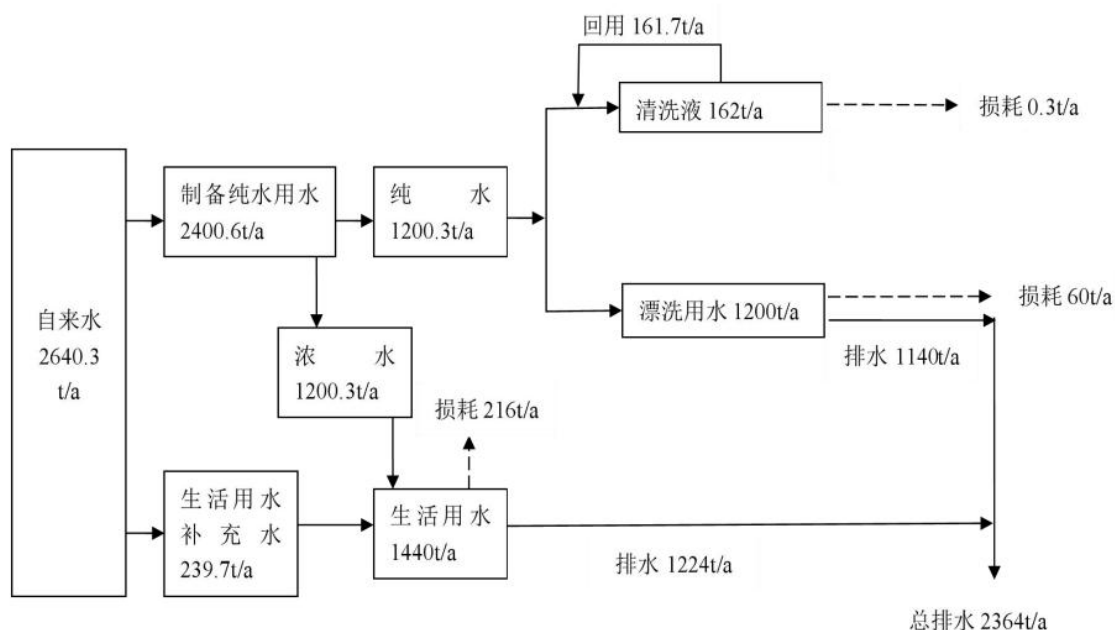 回用 161.7t/a
清洗液 162t/a
损耗 0.3t/a
制备纯水用水
2400.6t/a
纯 水
1200.3t/a
自来水
2640.3
t/a
漂洗用水 1200t/a
损耗 60t/a
排水 1140t/a
浓 水
1200.3t/a
损耗 216t/a
生活用水
补 充 水
239.7t/a
生活用水
1440t/a
排水 1224t/a
总排水 2364t/a